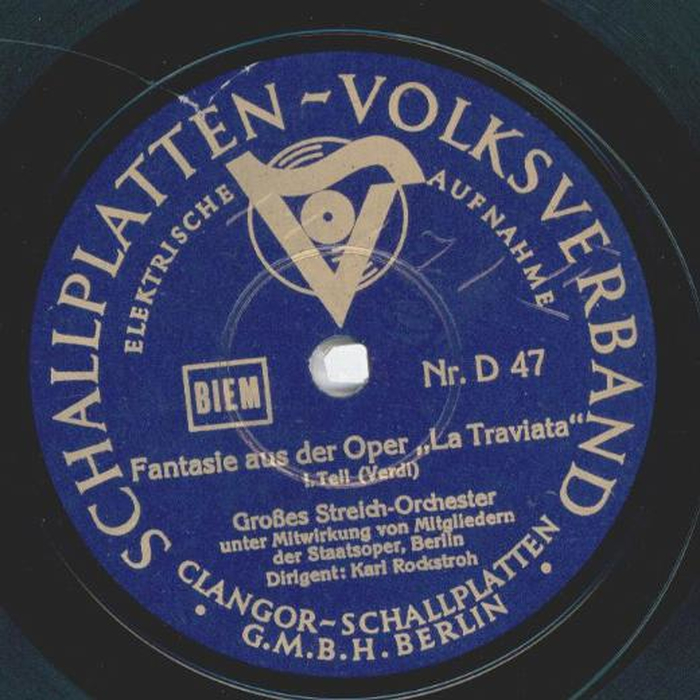 SCHALLPLATTEN~VOLKSVERBAND
ELEKTRISCHE AUFNAHME
BIEM
Nr. D 47
Fantasie aus der Oper „La Traviata“
I. Teil (Verdi)
Großes Streich-Orchester
unter Mitwirkung von Mitgliedern
der Staatsoper, Berlin
Dirigent: Karl Rockstroh
CLANGOR~SCHALLPLATTEN
G.M.B.H. BERLIN